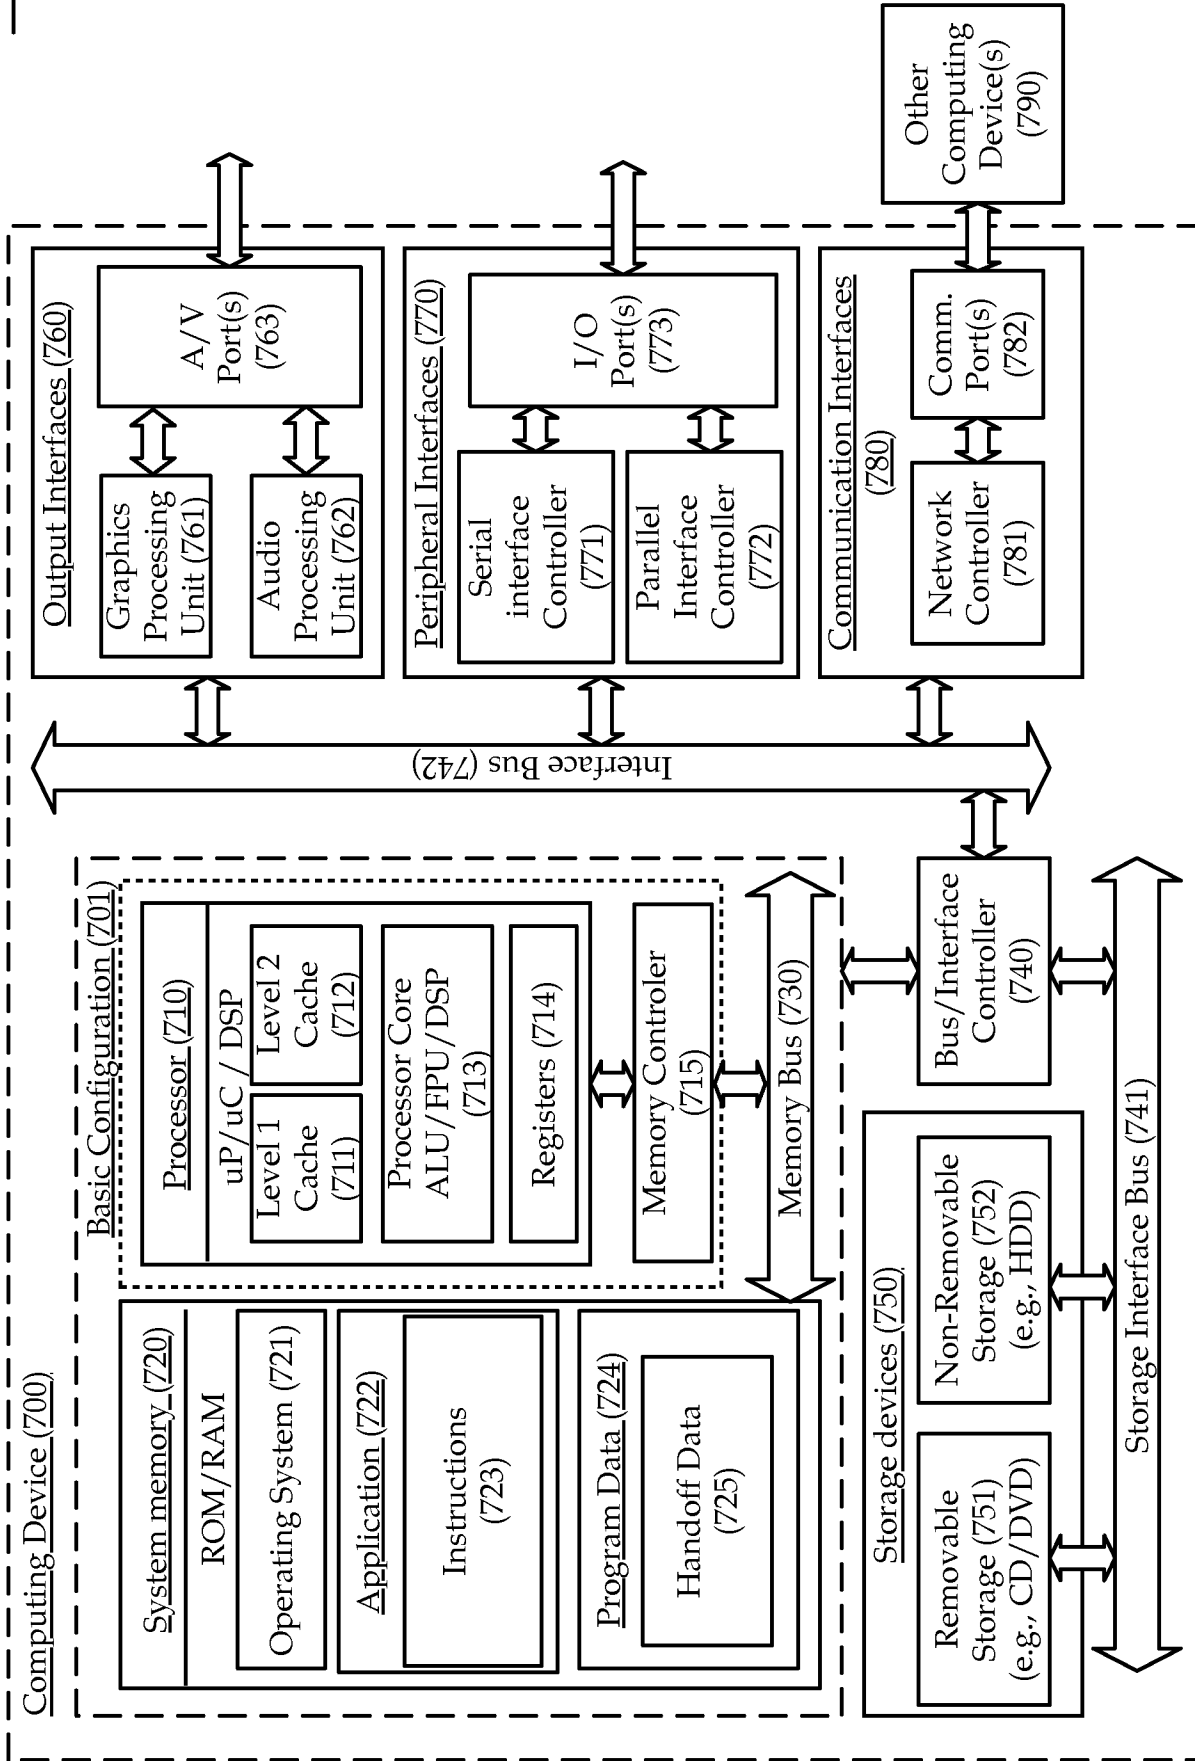 Computing Device (700)
Basic Configuration (701)
System memory (720)
ROM/RAM
Operating System (721)
Application (722)
Instructions
(723)
Program Data (724)
Handoff Data
(725)
Processor (710)
uP/uC / DSP
Level 1
Cache
(711)
Level 2
Cache
(712)
Processor Core
ALU/FPU/DSP
(713)
Registers (714)
Memory Controler
(715)
Memory Bus (730)
Storage devices (750)
Removable
Storage (751)
(e.g., CD/DVD)
Non-Removable
Storage (752)
(e.g., HDD)
Bus/Interface
Controller
(740)
Storage Interface Bus (741)
Interface Bus (742)
Output Interfaces (760)
Graphics
Processing
Unit (761)
Audio
Processing
Unit (762)
A/V
Port(s)
(763)
Peripheral Interfaces (770)
Serial
interface
Controller
(771)
Parallel
Interface
Controller
(772)
I/O
Port(s)
(773)
Communication Interfaces
(780)
Network
Controller
(781)
Comm.
Port(s)
(782)
Other
Computing
Device(s)
(790)